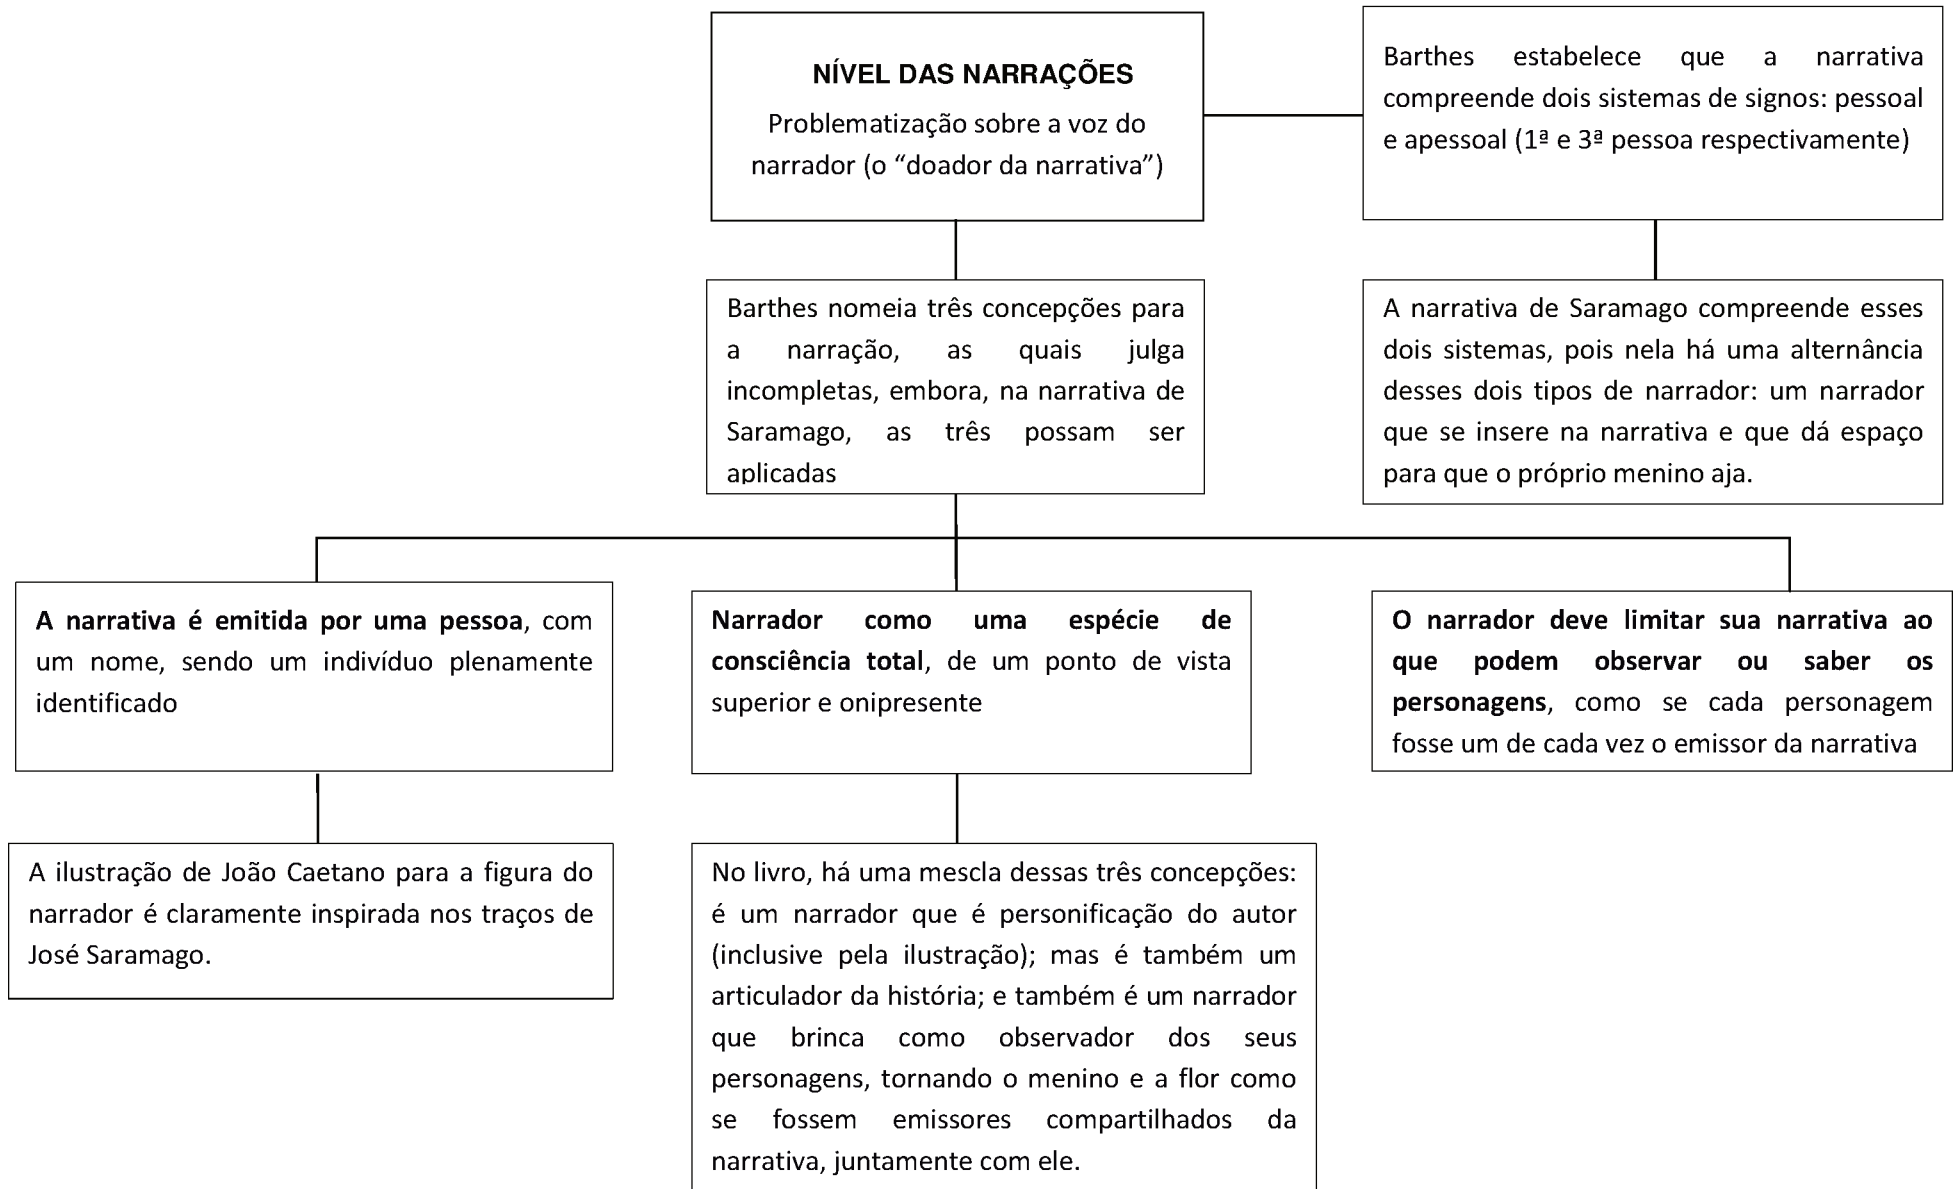 NÍVEL DAS NARRAÇÕES
Problematização sobre a voz do
narrador (o “doador da narrativa”)
Barthes estabelece que a narrativa
compreende dois sistemas de signos: pessoal
e apessoal (1ª e 3ª pessoa respectivamente)
Barthes nomeia três concepções para
a narração, as quais julga
incompletas, embora, na narrativa de
Saramago, as três possam ser
aplicadas
A narrativa de Saramago compreende esses
dois sistemas, pois nela há uma alternância
desses dois tipos de narrador: um narrador
que se insere na narrativa e que dá espaço
para que o próprio menino aja.
A narrativa é emitida por uma pessoa, com
um nome, sendo um indivíduo plenamente
identificado
Narrador como uma espécie de
consciência total, de um ponto de vista
superior e onipresente
O narrador deve limitar sua narrativa ao
que podem observar ou saber os
personagens, como se cada personagem
fosse um de cada vez o emissor da narrativa
A ilustração de João Caetano para a figura do
narrador é claramente inspirada nos traços de
José Saramago.
No livro, há uma mescla dessas três concepções:
é um narrador que é personificação do autor
(inclusive pela ilustração); mas é também um
articulador da história; e também é um narrador
que brinca como observador dos seus
personagens, tornando o menino e a flor como
se fossem emissores compartilhados da
narrativa, juntamente com ele.